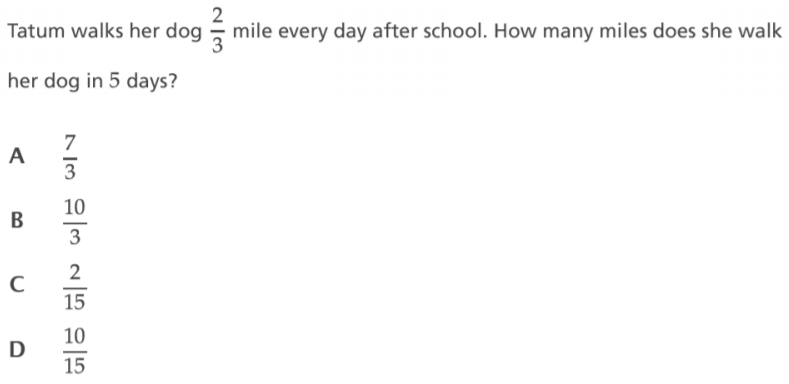 Tatum walks her dog 2/3 mile every day after school. How many miles does she walk
her dog in 5 days?
A 7/3
B 10/3
C 2/15
D 10/15